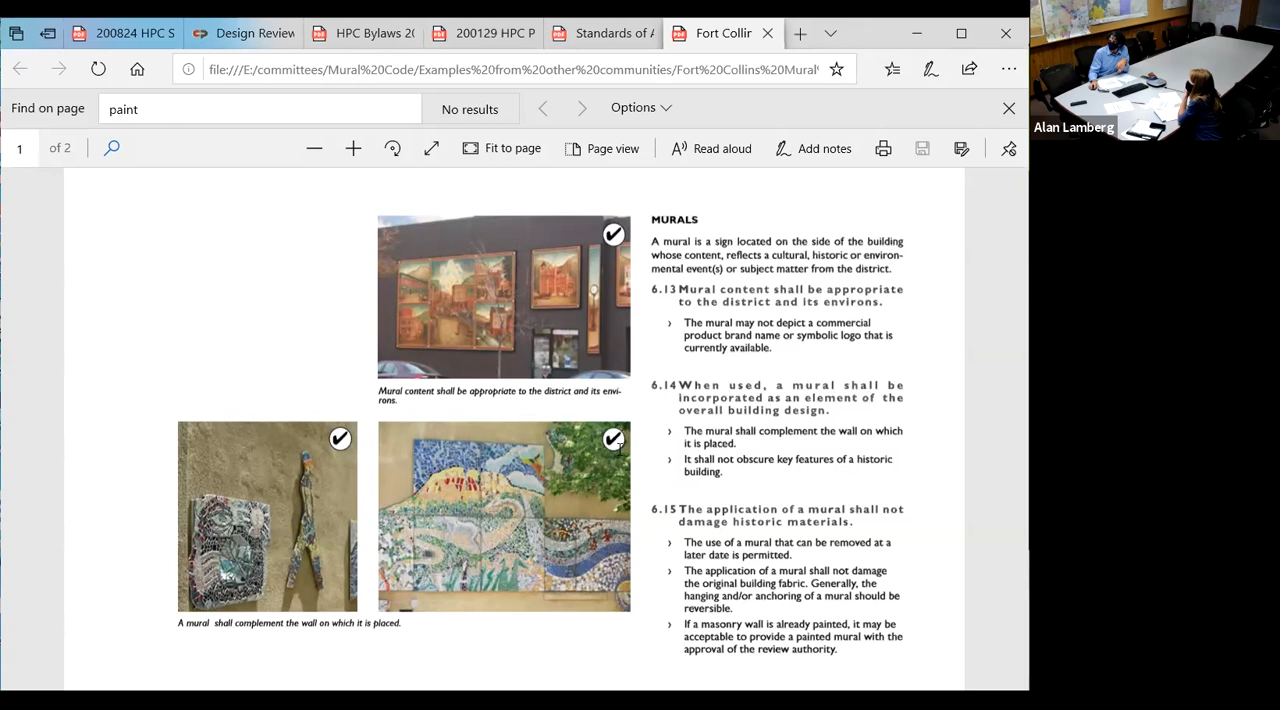 200824 HPC S
Design Review
HPC Bylaws 20
200129 HPC P
Standards of A
Fort Collin
file:///E:/committees/Mural%20Code/Examples%20from%20other%20communities/Fort%20Collins%20Mural
Find on page
paint
No results
Options
1
of 2
Fit to page
Page view
Read aloud
Add notes
Alan Lamberg
Mural content shall be appropriate to the district and its envi-
rons.
A mural shall complement the wall on which it is placed.
MURALS
A mural is a sign located on the side of the building
whose content, reflects a cultural, historic or environ-
mental event(s) or subject matter from the district.
6.13 Mural content shall be appropriate
to the district and its environs.
› The mural may not depict a commercial
product brand name or symbolic logo that is
currently available.
6.14 When used, a mural shall be
incorporated as an element of the
overall building design.
› The mural shall complement the wall on which
it is placed.
› It shall not obscure key features of a historic
building.
6.15 The application of a mural shall not
damage historic materials.
› The use of a mural that can be removed at a
later date is permitted.
› The application of a mural shall not damage
the original building fabric. Generally, the
hanging and/or anchoring of a mural should be
reversible.
› If a masonry wall is already painted, it may be
acceptable to provide a painted mural with the
approval of the review authority.